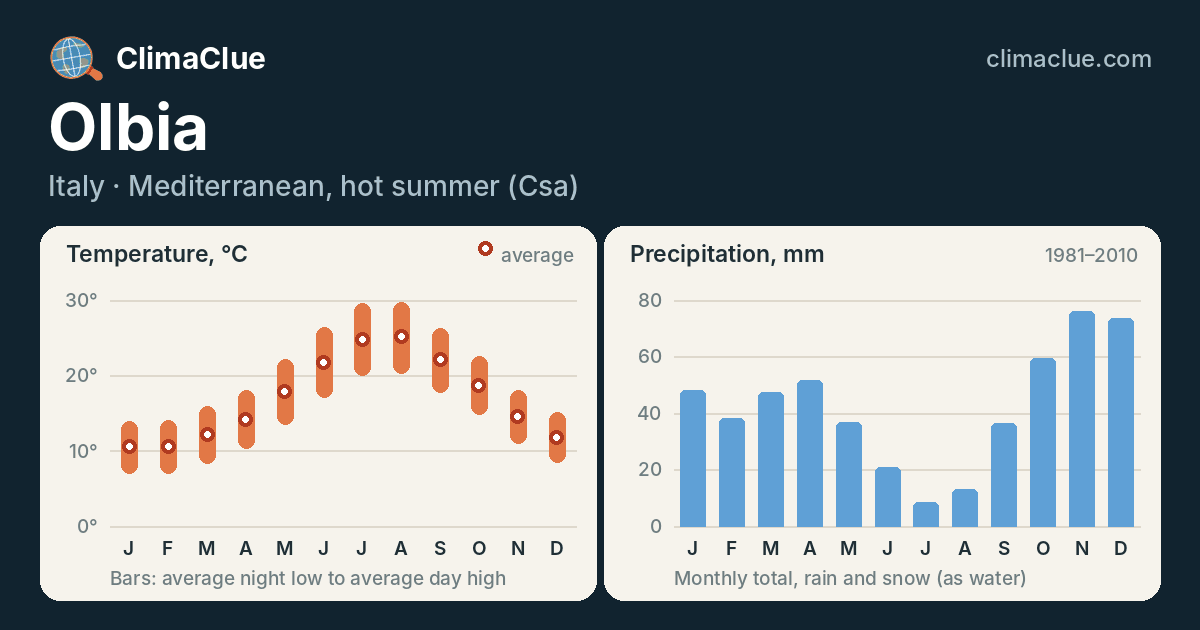 ClimaClue
climaclue.com
Olbia
Italy · Mediterranean, hot summer (Csa)
Temperature, °C
average
30°
20°
10°
0°
J F M A M J J A S O N D
Bars: average night low to average day high
Precipitation, mm
1981–2010
80
60
40
20
0
J F M A M J J A S O N D
Monthly total, rain and snow (as water)